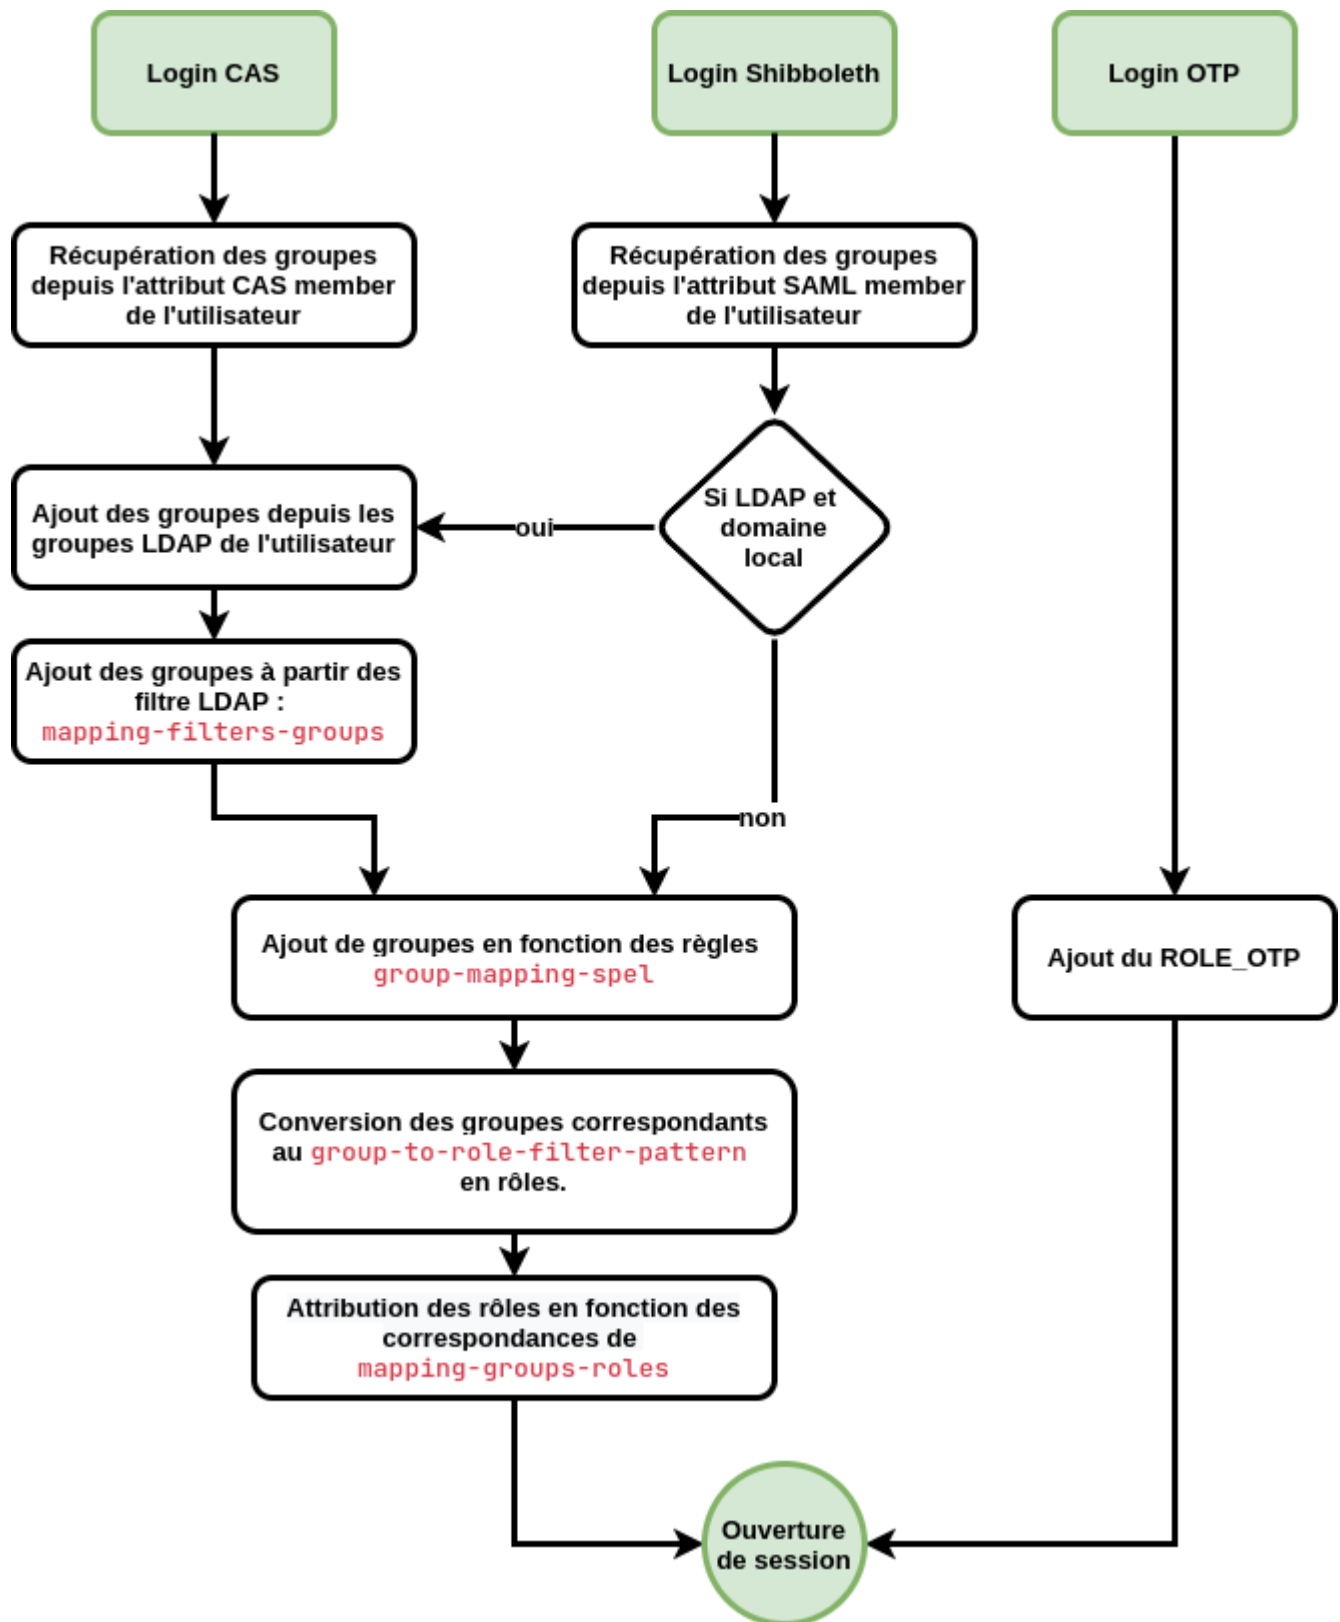 Login CAS
Login Shibboleth
Login OTP
Récupération des groupes
depuis l'attribut CAS member
de l'utilisateur
Récupération des groupes
depuis l'attribut SAML member
de l'utilisateur
Si LDAP et
domaine
local
oui
Ajout des groupes depuis les
groupes LDAP de l'utilisateur
Ajout des groupes à partir des
filtre LDAP :
mapping-filters-groups
non
Ajout de groupes en fonction des règles
group-mapping-spel
Ajout du ROLE_OTP
Conversion des groupes correspondants
au group-to-role-filter-pattern
en rôles.
Attribution des rôles en fonction des
correspondances de
mapping-groups-roles
Ouverture
de session